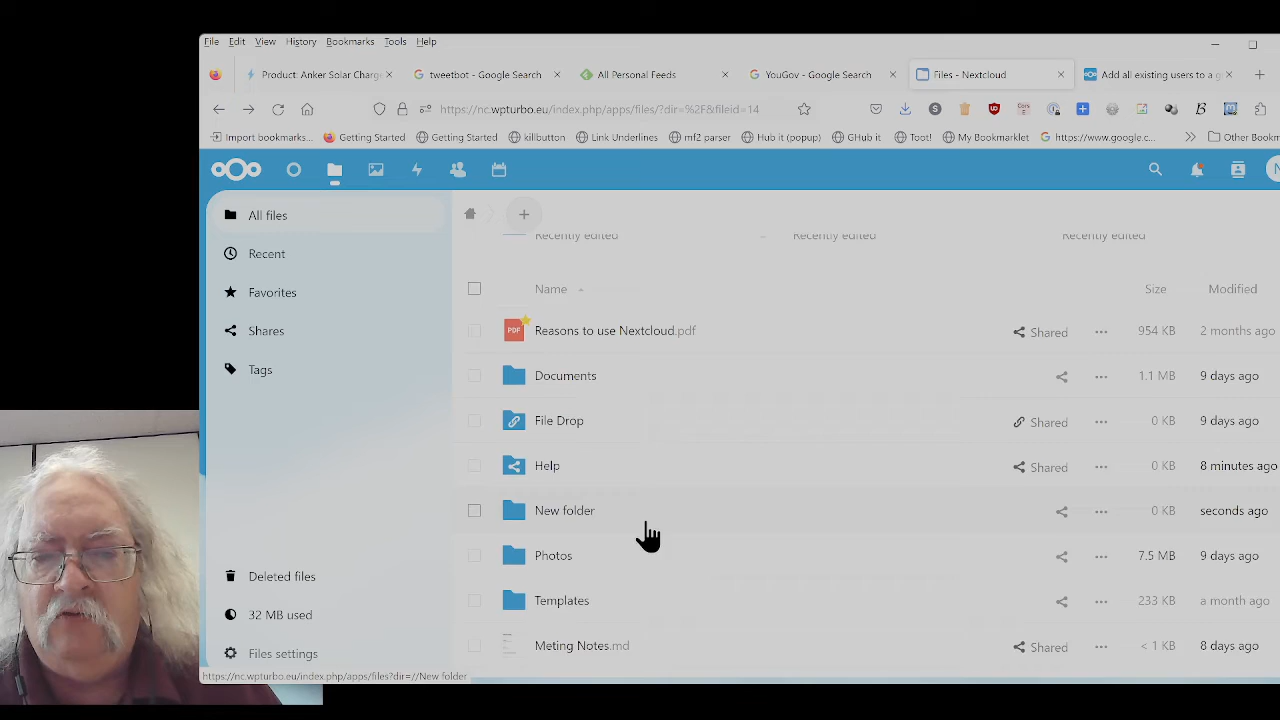 File Edit View History Bookmarks Tools Help
Product: Anker Solar Charge tweetbot - Google Search All Personal Feeds YouGov - Google Search Files - Nextcloud Add all existing users to a g
https://nc.wpturbo.eu/index.php/apps/files/?dir=%2F&fileid=14
Import bookmarks... Getting Started Getting Started killbutton Link Underlines mf2 parser Hub it (popup) GHub it Toot! My Bookmarklet https://www.google.c... Other Book
All files
Recently edited Recently edited Recently edited
Recent
Name Size Modified
Favorites
PDF Reasons to use Nextcloud.pdf Shared 954 KB 2 months ago
Shares
Documents 1.1 MB 9 days ago
Tags
File Drop Shared 0 KB 9 days ago
Help Shared 0 KB 8 minutes ago
New folder 0 KB seconds ago
Photos 7.5 MB 9 days ago
Deleted files
Templates 233 KB a month ago
32 MB used
Meting Notes.md Shared < 1 KB 8 days ago
Files settings
https://nc.wpturbo.eu/index.php/apps/files?dir=//New folder